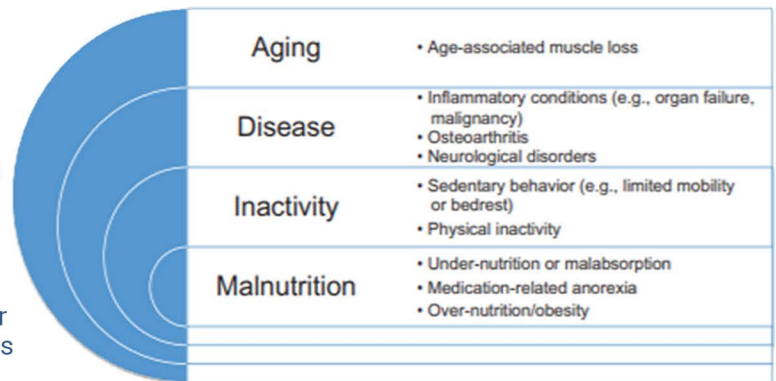 Aging
• Age-associated muscle loss
Disease
• Inflammatory conditions (e.g., organ failure,
malignancy)
• Osteoarthritis
• Neurological disorders
Inactivity
• Sedentary behavior (e.g., limited mobility
or bedrest)
• Physical inactivity
Malnutrition
• Under-nutrition or malabsorption
• Medication-related anorexia
• Over-nutrition/obesity
r
s